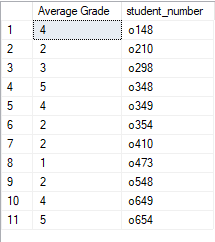 Average Grade student_number
1 4 o148
2 2 o210
3 3 o298
4 5 o348
5 4 o349
6 2 o354
7 2 o410
8 1 o473
9 2 o548
10 4 o649
11 5 o654